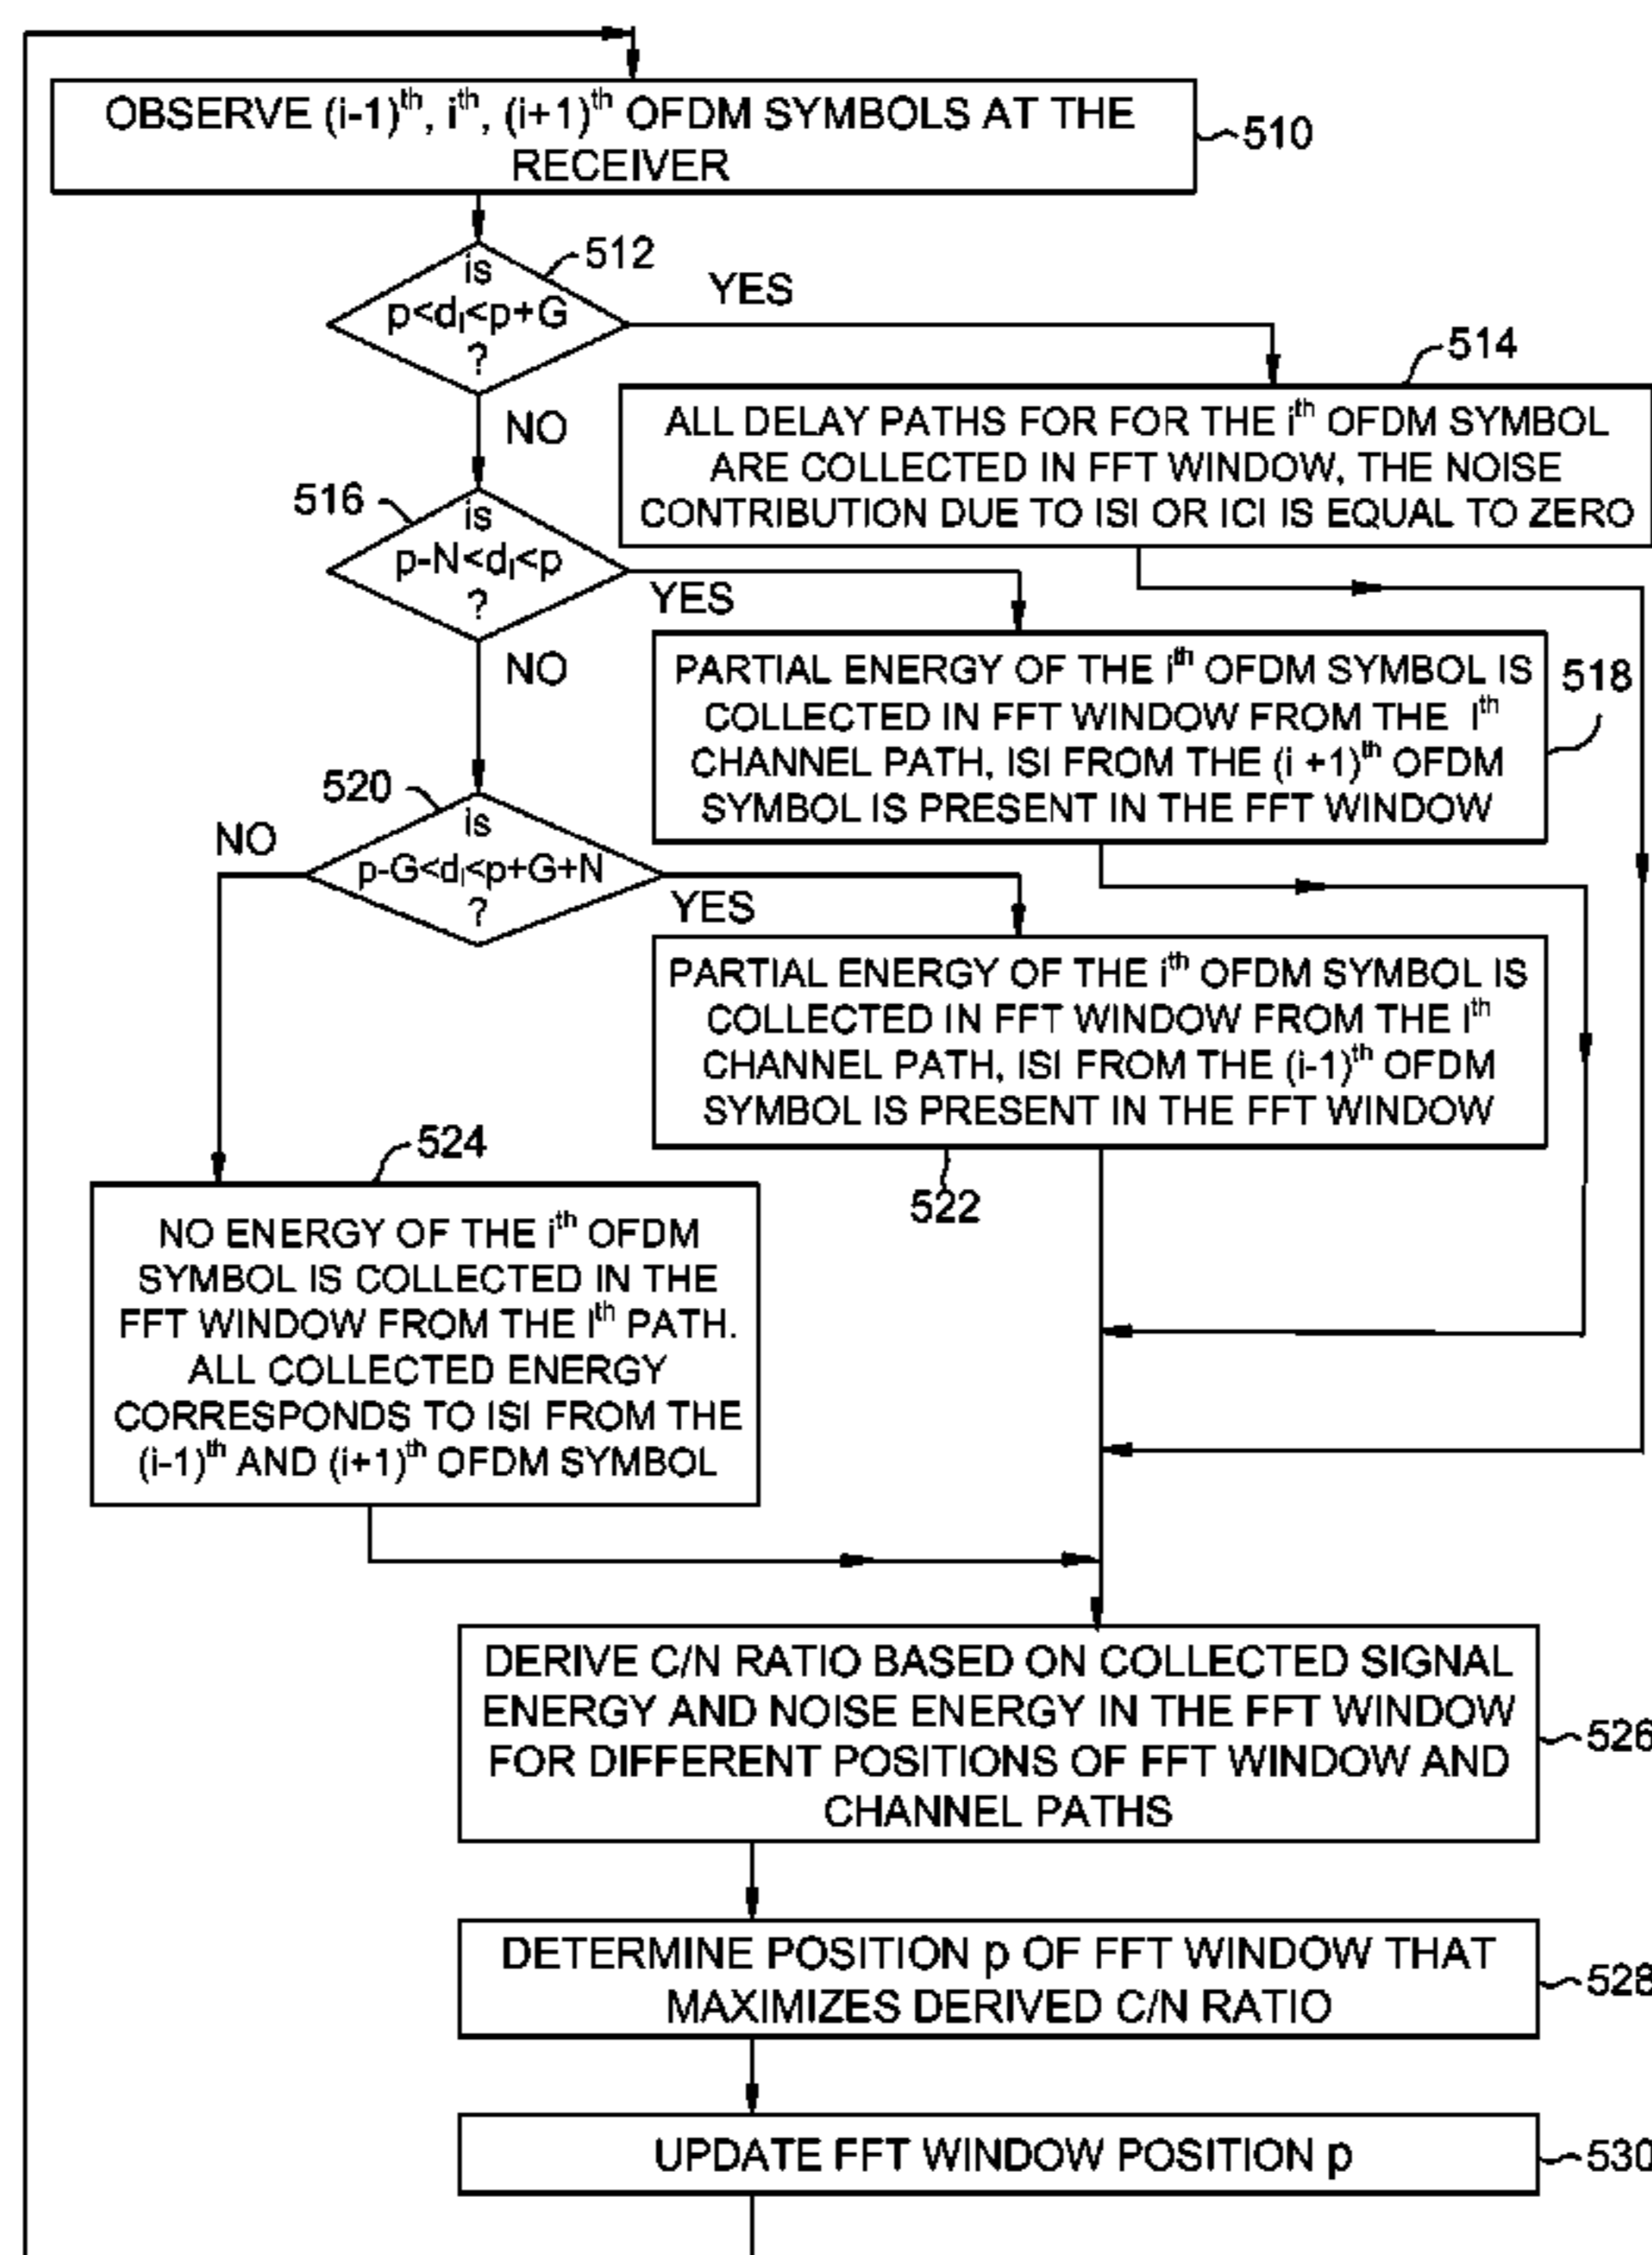 OBSERVE (i-1)th, ith, (i+1)th OFDM SYMBOLS AT THE
RECEIVER
510
is
p<dl<p+G
?
512
YES
NO
514
ALL DELAY PATHS FOR FOR THE ith OFDM SYMBOL
ARE COLLECTED IN FFT WINDOW, THE NOISE
CONTRIBUTION DUE TO ISI OR ICI IS EQUAL TO ZERO
516
is
p-N<dl<p
?
YES
NO
PARTIAL ENERGY OF THE ith OFDM SYMBOL IS
COLLECTED IN FFT WINDOW FROM THE lth
CHANNEL PATH, ISI FROM THE (i +1)th OFDM
SYMBOL IS PRESENT IN THE FFT WINDOW
518
520
is
p-G<dl<p+G+N
?
NO
YES
PARTIAL ENERGY OF THE ith OFDM SYMBOL IS
COLLECTED IN FFT WINDOW FROM THE lth
CHANNEL PATH, ISI FROM THE (i-1)th OFDM
SYMBOL IS PRESENT IN THE FFT WINDOW
522
524
NO ENERGY OF THE ith OFDM
SYMBOL IS COLLECTED IN THE
FFT WINDOW FROM THE lth PATH.
ALL COLLECTED ENERGY
CORRESPONDS TO ISI FROM THE
(i-1)th AND (i+1)th OFDM SYMBOL
DERIVE C/N RATIO BASED ON COLLECTED SIGNAL
ENERGY AND NOISE ENERGY IN THE FFT WINDOW
FOR DIFFERENT POSITIONS OF FFT WINDOW AND
CHANNEL PATHS
526
DETERMINE POSITION p OF FFT WINDOW THAT
MAXIMIZES DERIVED C/N RATIO
528
UPDATE FFT WINDOW POSITION p
530